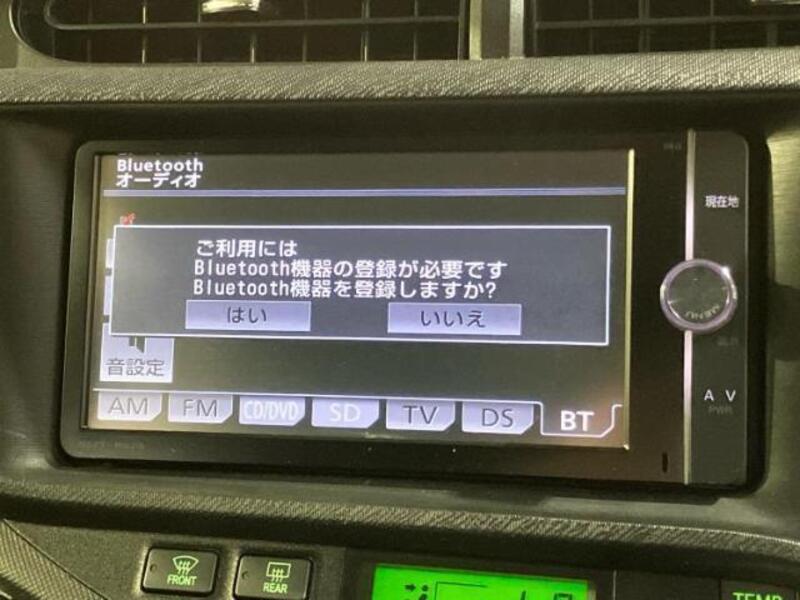 Bluetooth
オーディオ
現在地
ご利用には
Bluetooth機器の登録が必要です
Bluetooth機器を登録しますか?
はい
いいえ
MENU
音設定
AM
FM
CD/DVD
SD
TV
DS
BT
A V
PWR
FRONT
REAR
TEMP